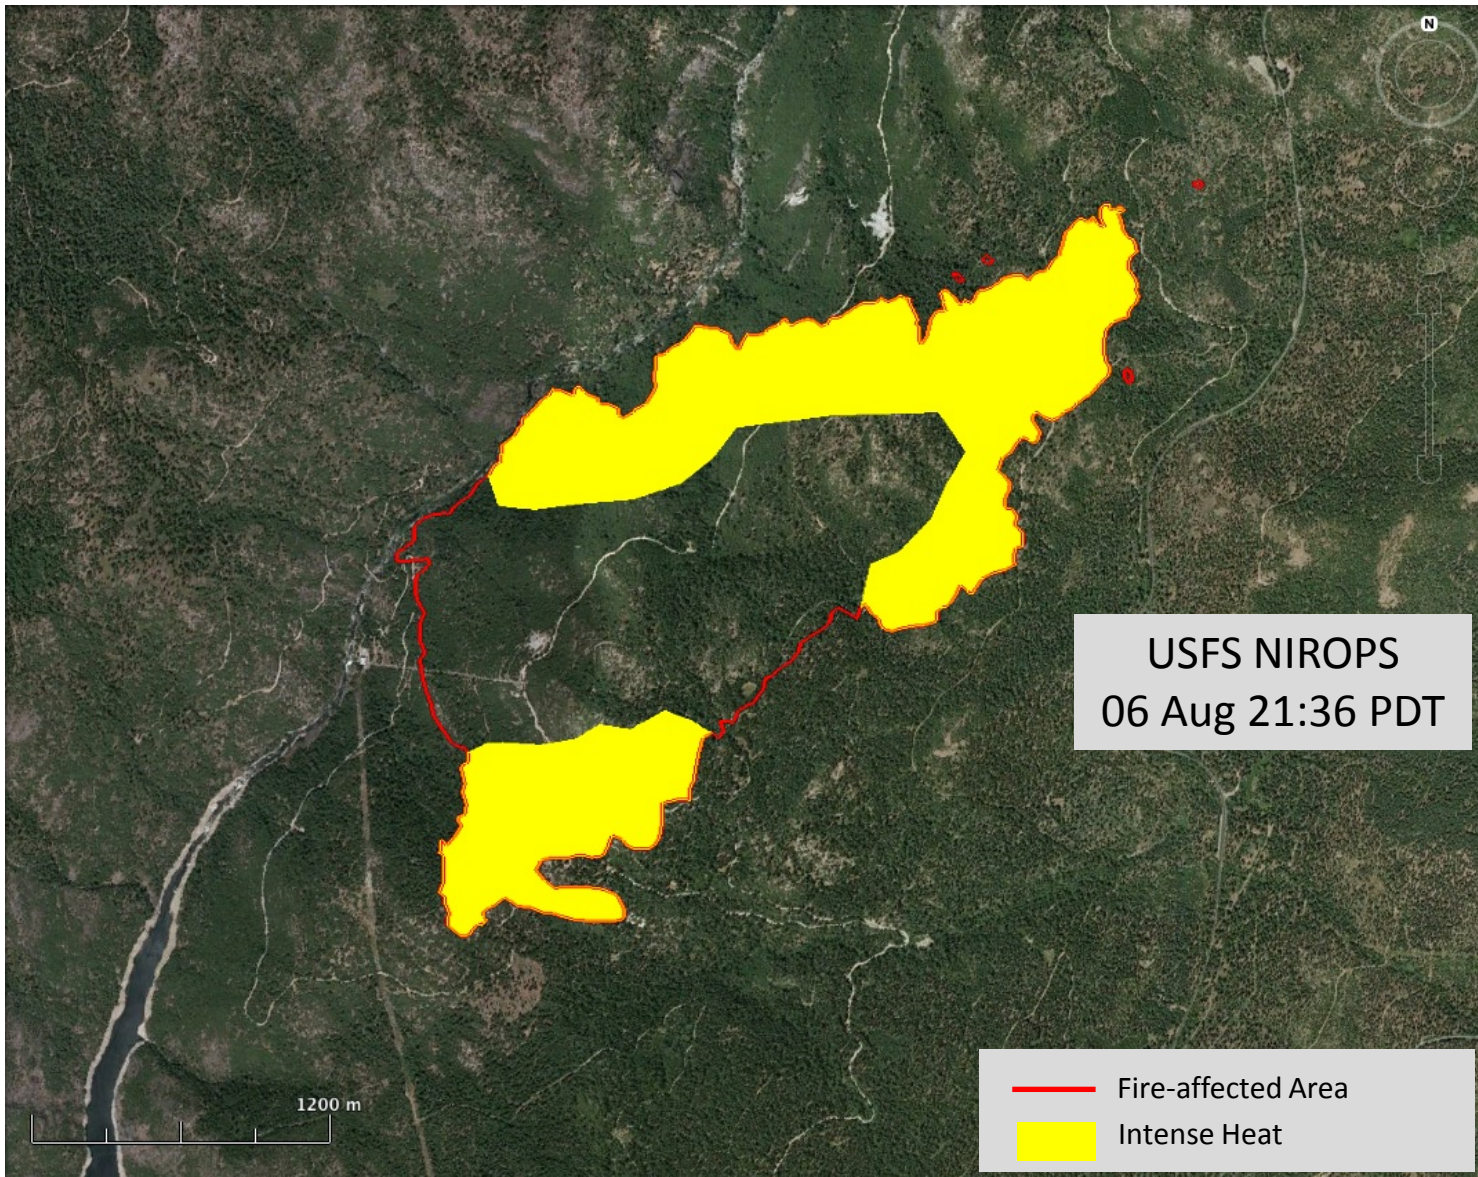 N
USFS NIROPS
06 Aug 21:36 PDT
1200 m
Fire-affected Area
Intense Heat